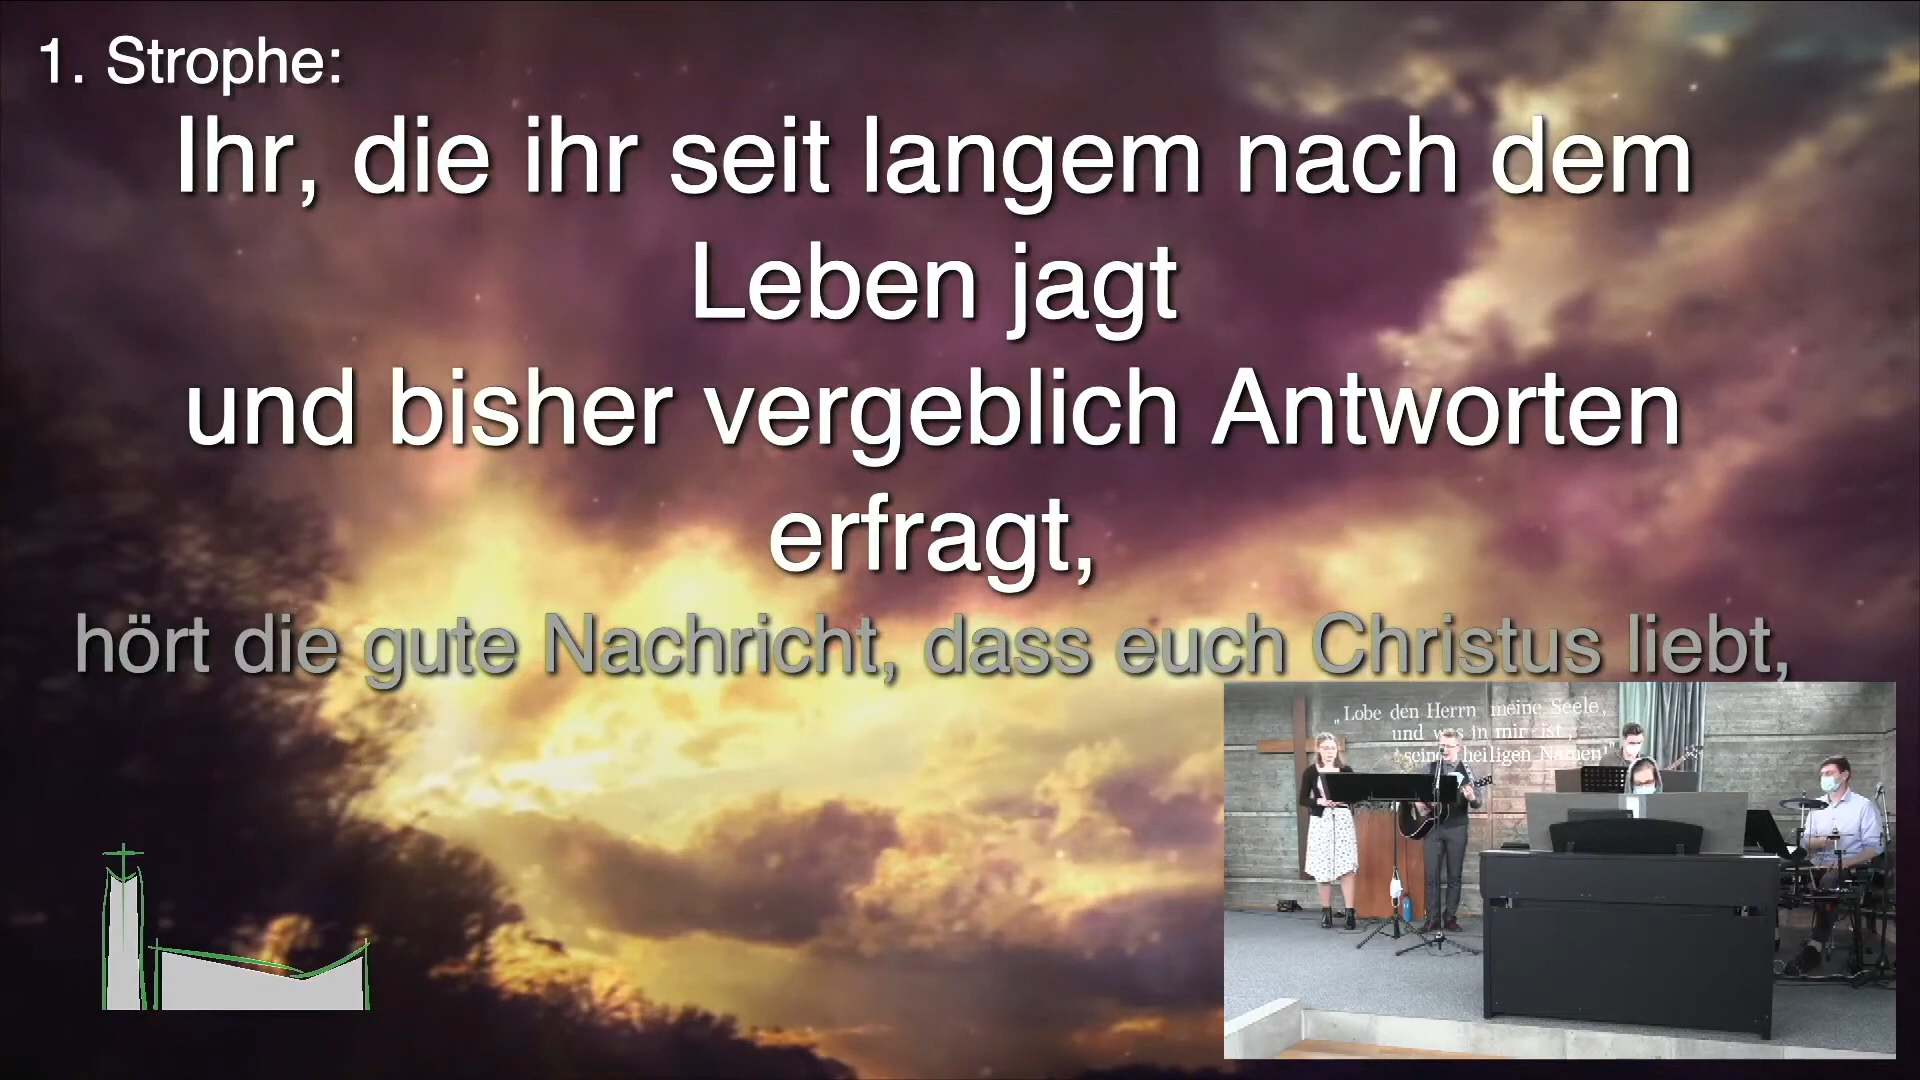 1. Strophe:
Ihr, die ihr seit langem nach dem
Leben jagt
und bisher vergeblich Antworten
erfragt,
hört die gute Nachricht, dass euch Christus liebt,
„Lobe den Herrn meine Seele,
und was in mir ist,
seinen heiligen Namen!"